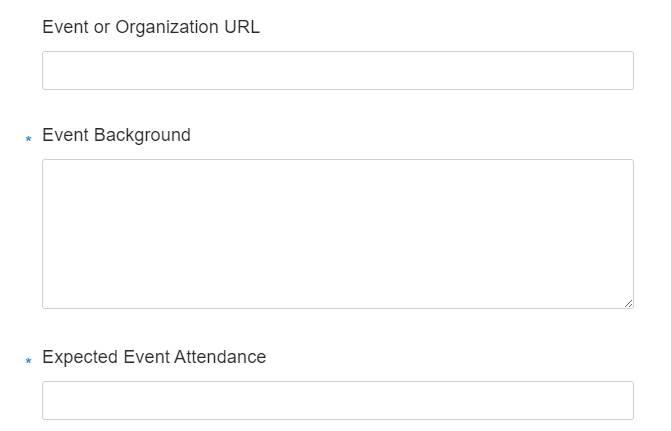 Event or Organization URL
* Event Background
* Expected Event Attendance